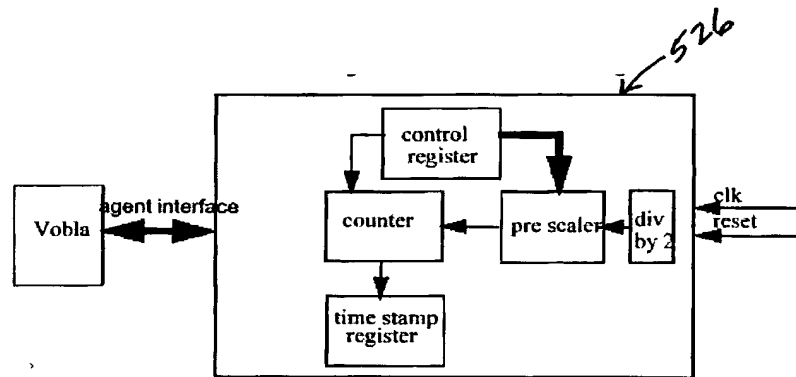 526
control
register
agent interface
Vobla
counter
pre scaler
div
by 2
clk
reset
time stamp
register